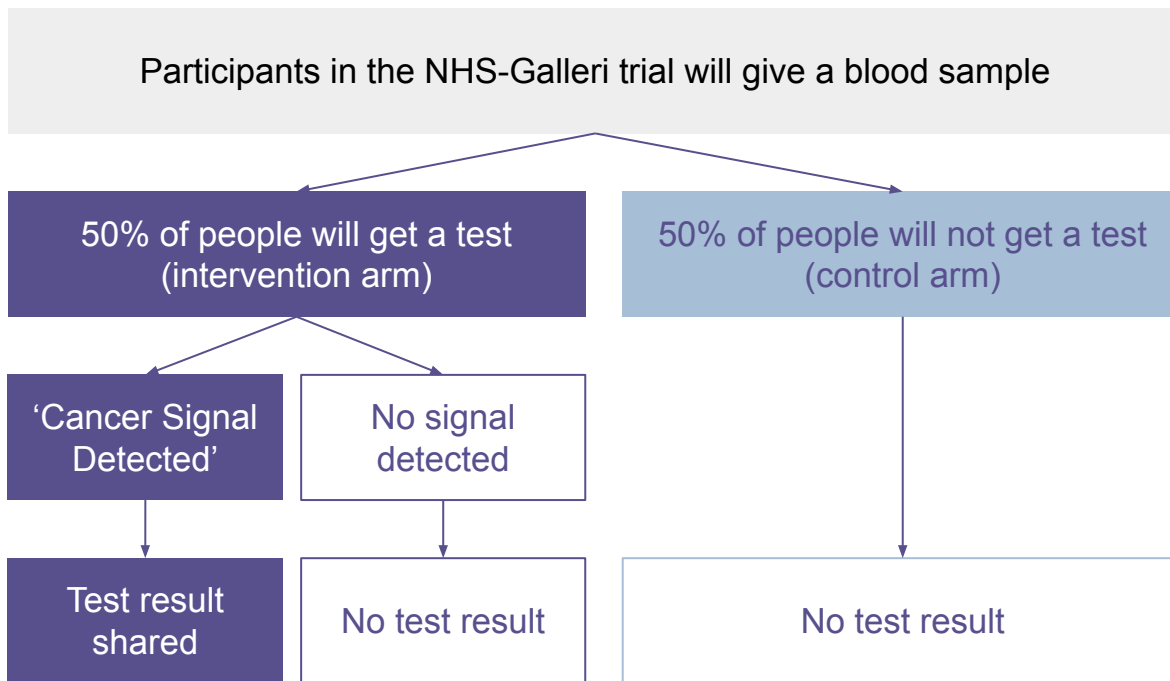 Participants in the NHS-Galleri trial will give a blood sample
50% of people will get a test
(intervention arm)
50% of people will not get a test
(control arm)
‘Cancer Signal
Detected’
No signal
detected
Test result
shared
No test result
No test result